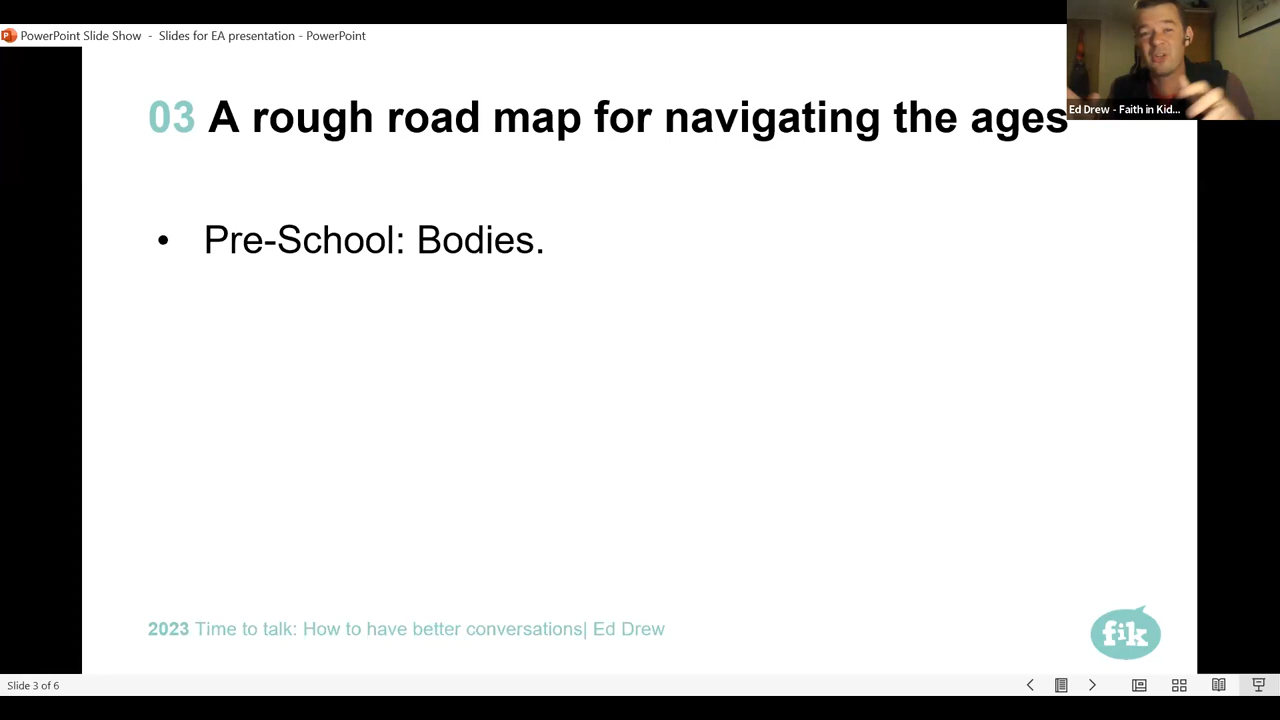 PowerPoint Slide Show - Slides for EA presentation - PowerPoint
Ed Drew - Faith in Kid...
03 A rough road map for navigating the ages
• Pre-School: Bodies.
2023 Time to talk: How to have better conversations| Ed Drew
fik
Slide 3 of 6